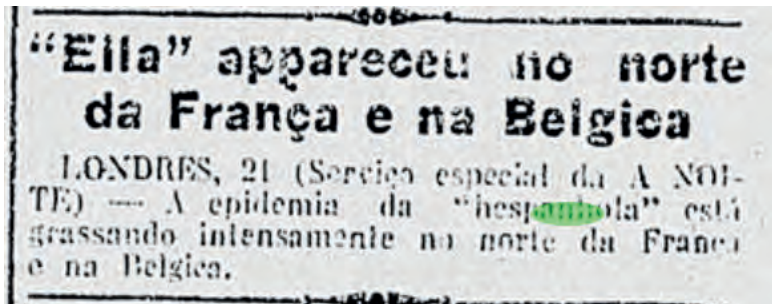 "Ella" appareceu no norte
da França e na Belgica
LONDRES, 21 (Serviço especial da A NOI-
TE) — A epidemia da "hespanhola" está
grassando intensamente no norte da França
e na Belgica.